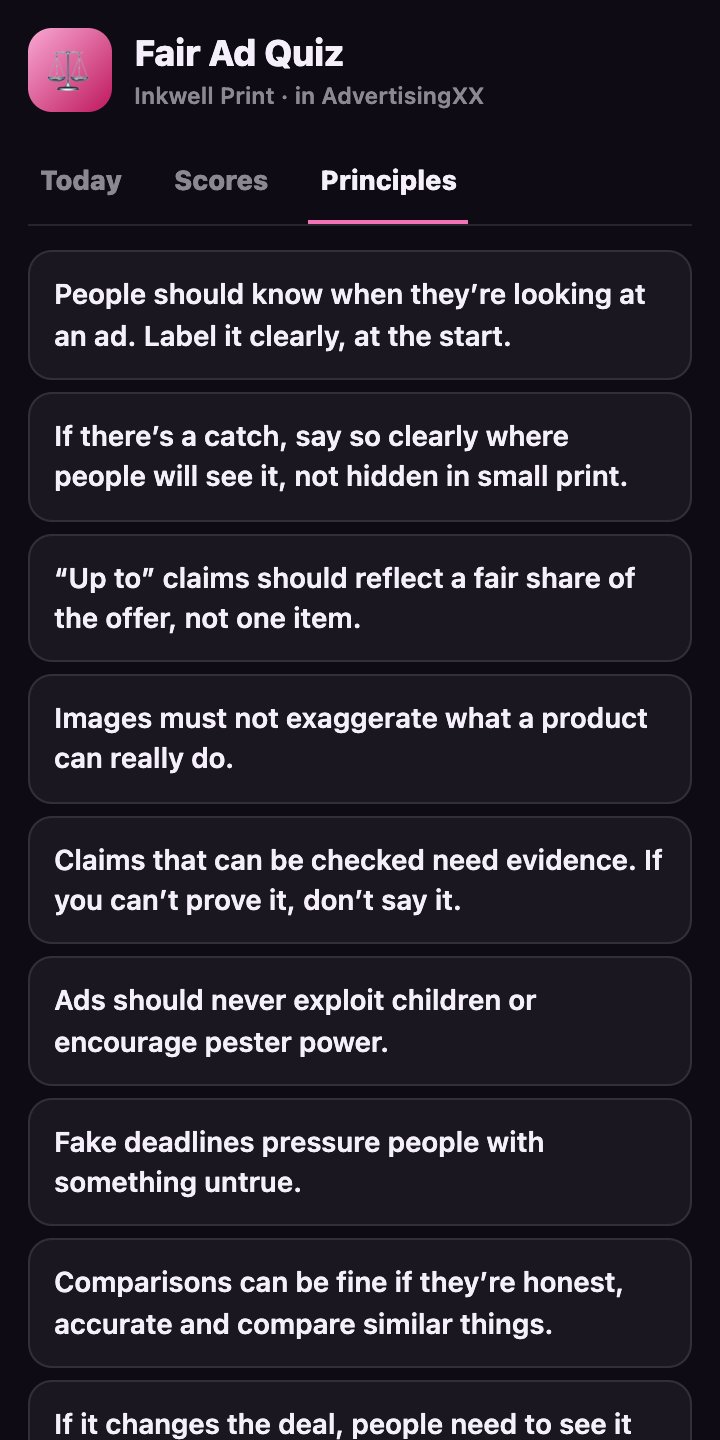 Fair Ad Quiz
Inkwell Print · in AdvertisingXX
Today Scores Principles
People should know when they’re looking at
an ad. Label it clearly, at the start.
If there’s a catch, say so clearly where
people will see it, not hidden in small print.
“Up to” claims should reflect a fair share of
the offer, not one item.
Images must not exaggerate what a product
can really do.
Claims that can be checked need evidence. If
you can’t prove it, don’t say it.
Ads should never exploit children or
encourage pester power.
Fake deadlines pressure people with
something untrue.
Comparisons can be fine if they’re honest,
accurate and compare similar things.
If it changes the deal, people need to see it